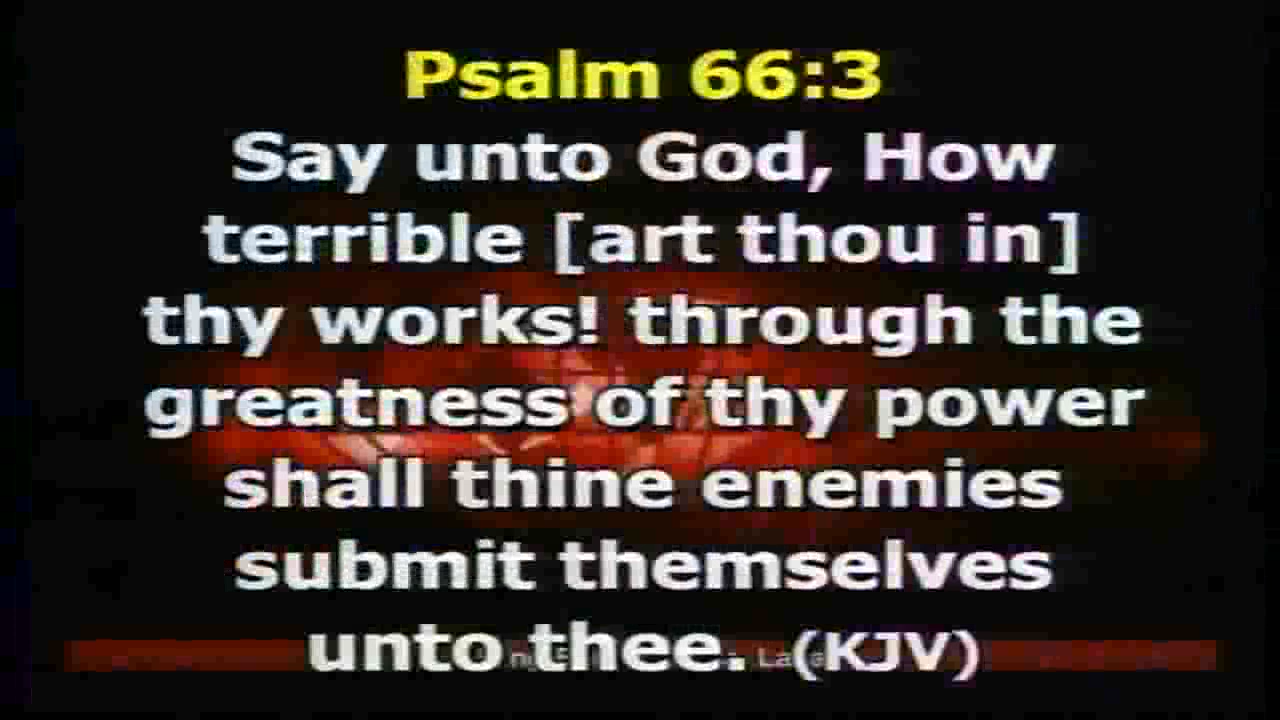 Psalm 66:3
Say unto God, How
terrible [art thou in]
thy works! through the
greatness of thy power
shall thine enemies
submit themselves
unto thee. (KJV)